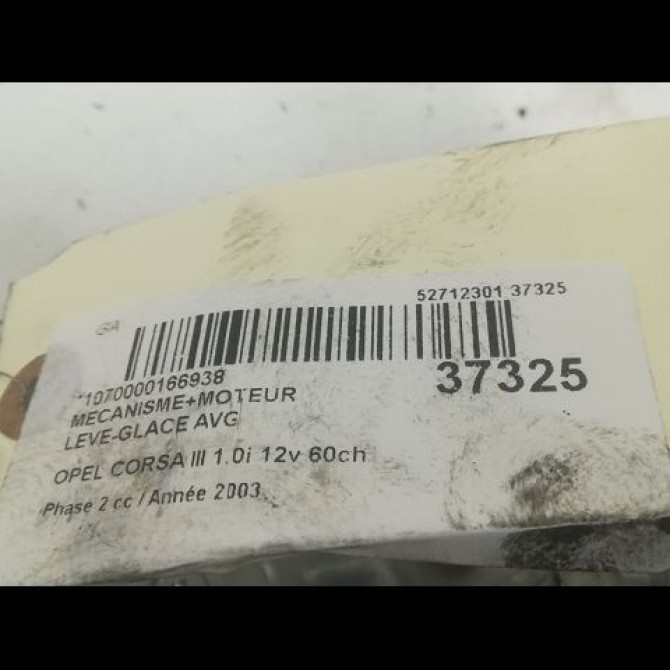 52712301 37325
GA
*1070000166938
37325
MECANISME+MOTEUR
LEVE-GLACE AVG
OPEL CORSA III 1.0i 12v 60ch
Phase 2 cc / Année 2003